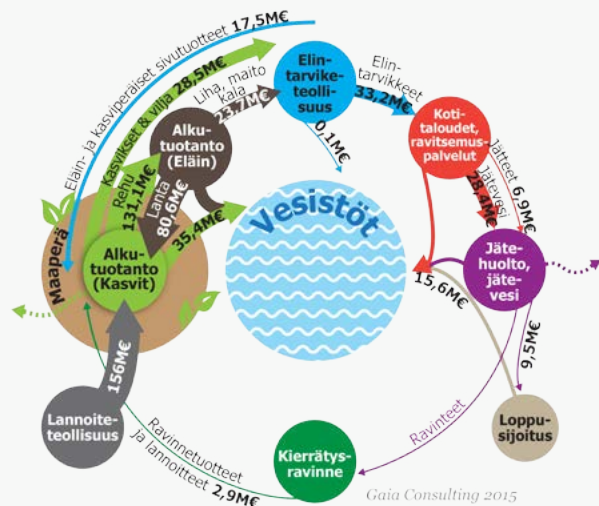 Eläin- ja kasviperäiset sivutuotteet 17,5M€
Kasvikset & vilja 28,5M€
Liha, maito
kala
23,7M€
Elin-
tarvike-
teollisuus
Elin-
tarvikkeet
33,2M€
0,1M€
Koti-
taloudet,
ravitsemus-
palvelut
Jätteet 6,9M€
Jätevesi
28,4M€
Alku-
tuotanto
(Eläin)
Rehu
131,1M€
Lanta
80,6M€
35,4M€
Vesistöt
Maaperä
Alku-
tuotanto
(Kasvit)
Jäte-
huolto,
jäte-
vesi
15,6M€
9,5M€
156M€
Lannoite-
teollisuus
Loppu-
sijoitus
Ravinteet
Ravinnetuotteet
ja lannoitteet 2,9M€
Kierrätys-
ravinne
Gaia Consulting 2015